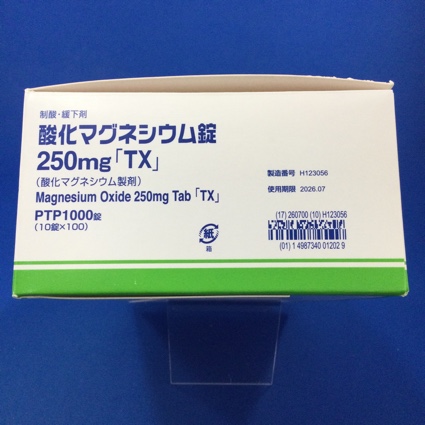 制酸・緩下剤
酸化マグネシウム錠
250mg「TX」
(酸化マグネシウム製剤)
Magnesium Oxide 250mg Tab「TX」
PTP1000錠
(10錠×100)
紙
箱
製造番号 H123056
使用期限 2026.07
(17) 260700 (10) H123056
(01) 1 4987340 01202 9